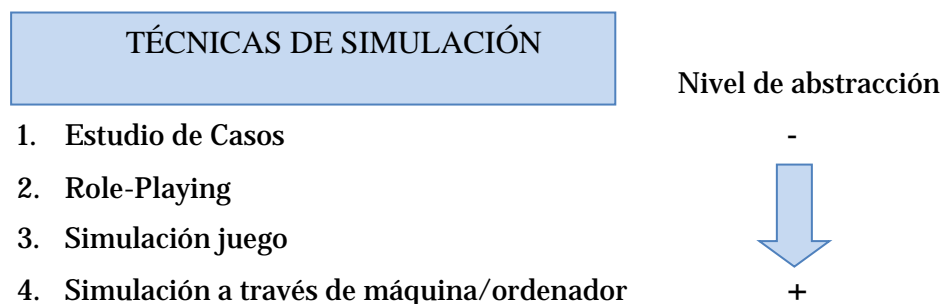 TÉCNICAS DE SIMULACIÓN
Nivel de abstracción
1. Estudio de Casos -
2. Role-Playing
3. Simulación juego
4. Simulación a través de máquina/ordenador +